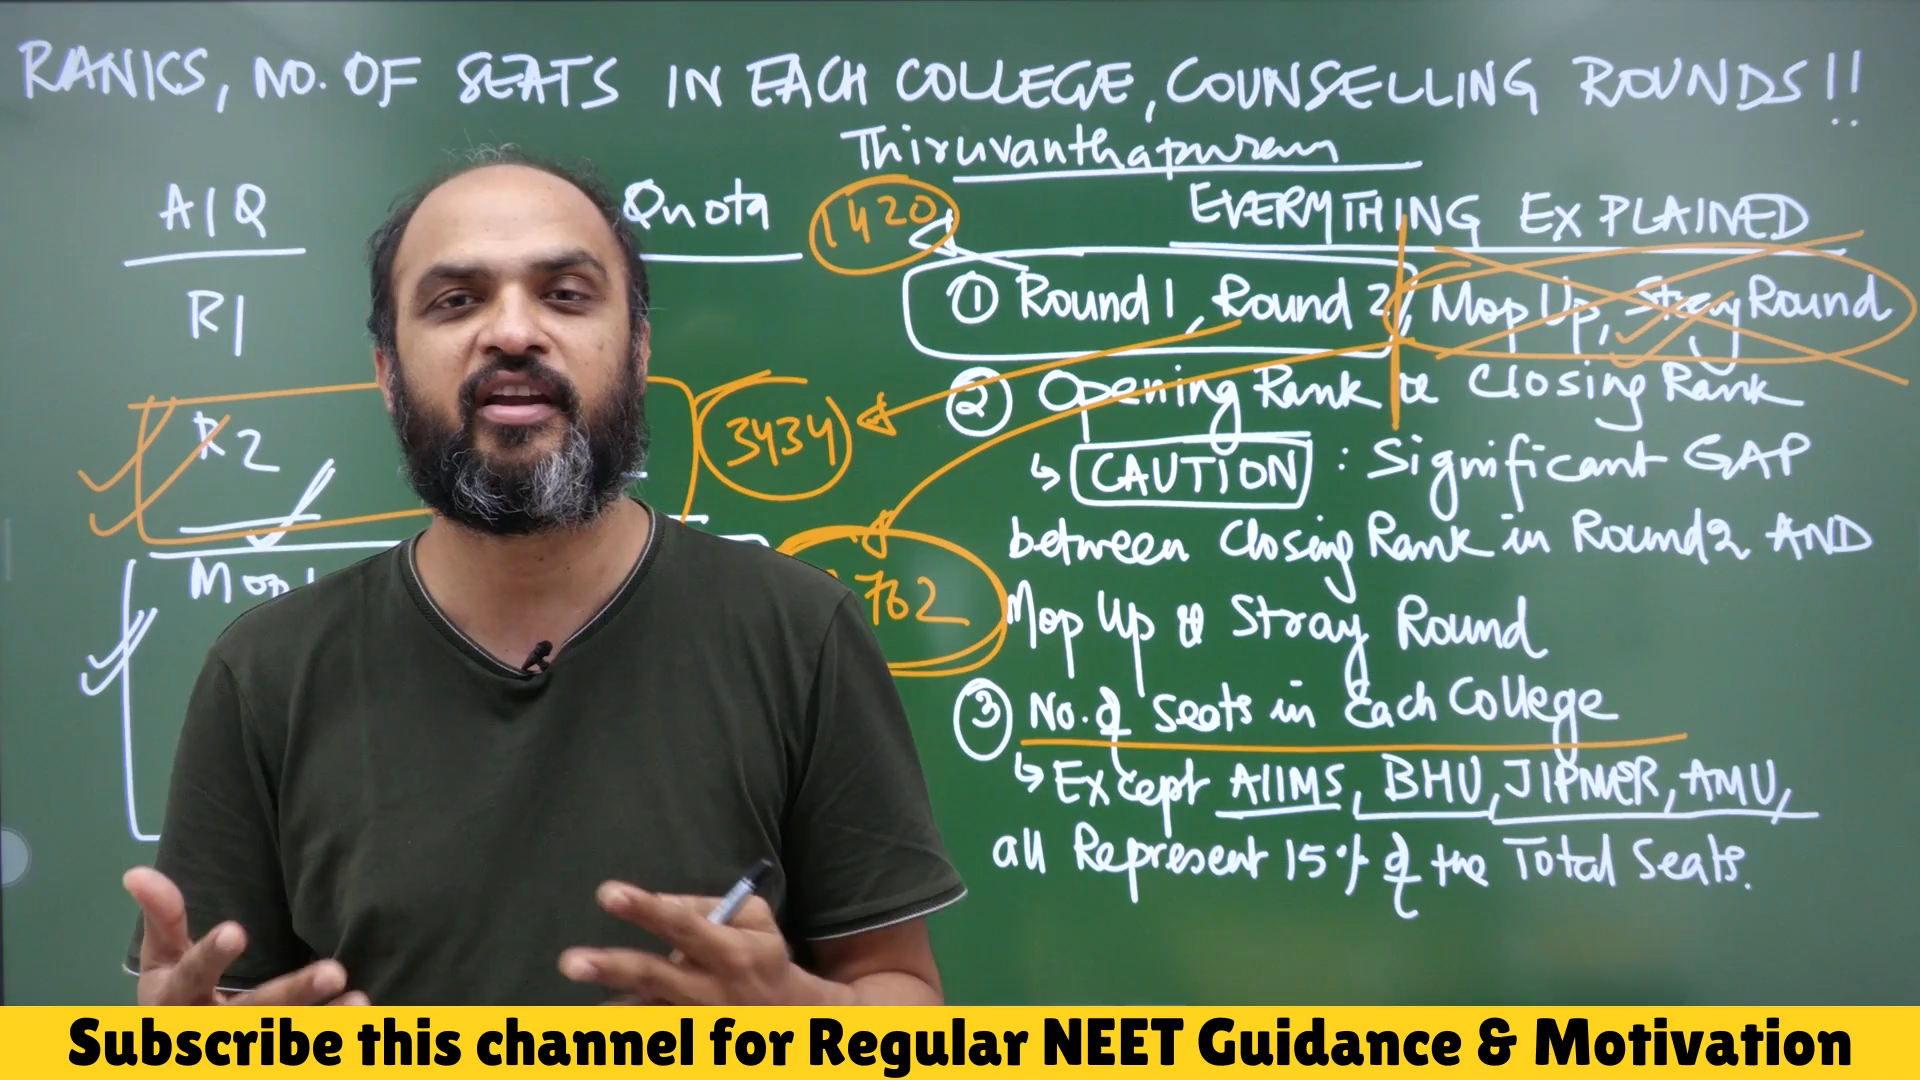 RANKS, NO. OF SEATS IN EACH COLLEGE, COUNSELLING ROUNDS!!
Thiruvanthapuram
AIQ
Quota
1420
EVERYTHING EXPLAINED
R1
① Round 1, Round 2, Mop Up, Stray Round
R2
3434
② Opening Rank & Closing Rank
↳ CAUTION : Significant GAP
between Closing Rank in Round 2 AND
Mop
762
Mop Up & Stray Round
③ No. of seats in Each College
↳ Except AIIMS, BHU, JIPMER, AMU,
all Represent 15% of the Total Seats.
Subscribe this channel for Regular NEET Guidance & Motivation